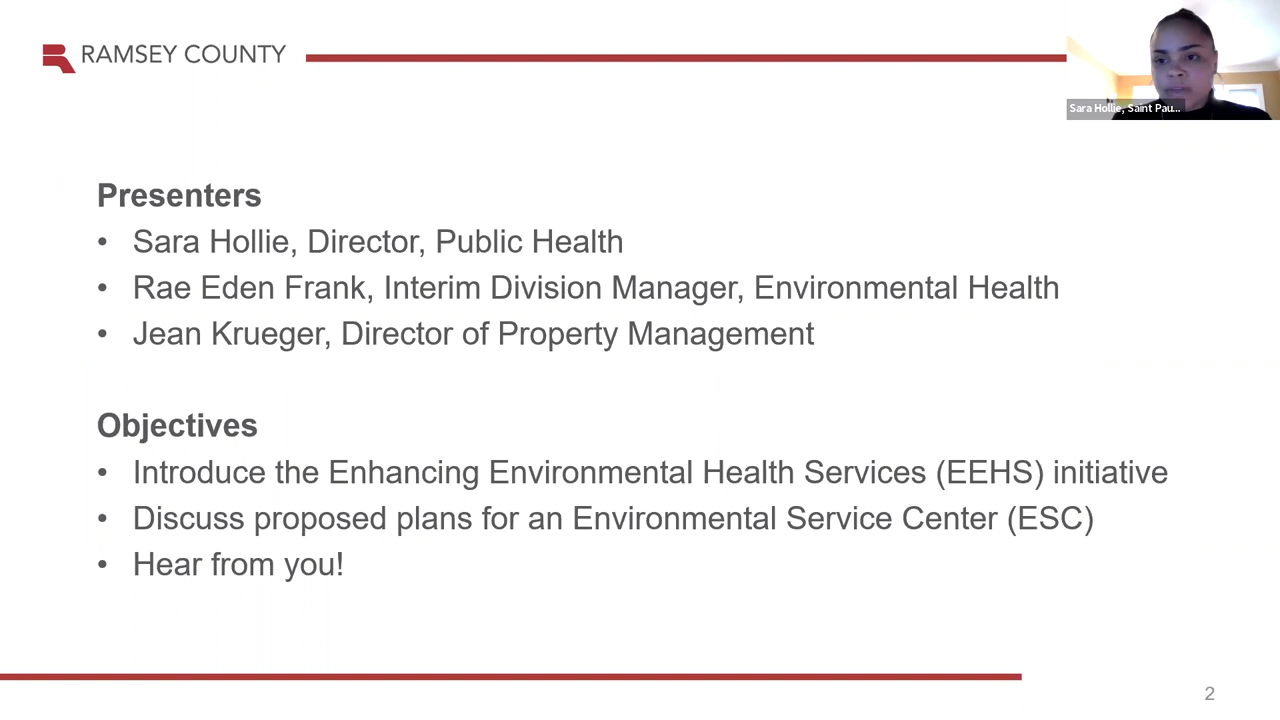 RAMSEY COUNTY
Sara Hollie, Saint Pau...
Presenters
• Sara Hollie, Director, Public Health
• Rae Eden Frank, Interim Division Manager, Environmental Health
• Jean Krueger, Director of Property Management
Objectives
• Introduce the Enhancing Environmental Health Services (EEHS) initiative
• Discuss proposed plans for an Environmental Service Center (ESC)
• Hear from you!
2